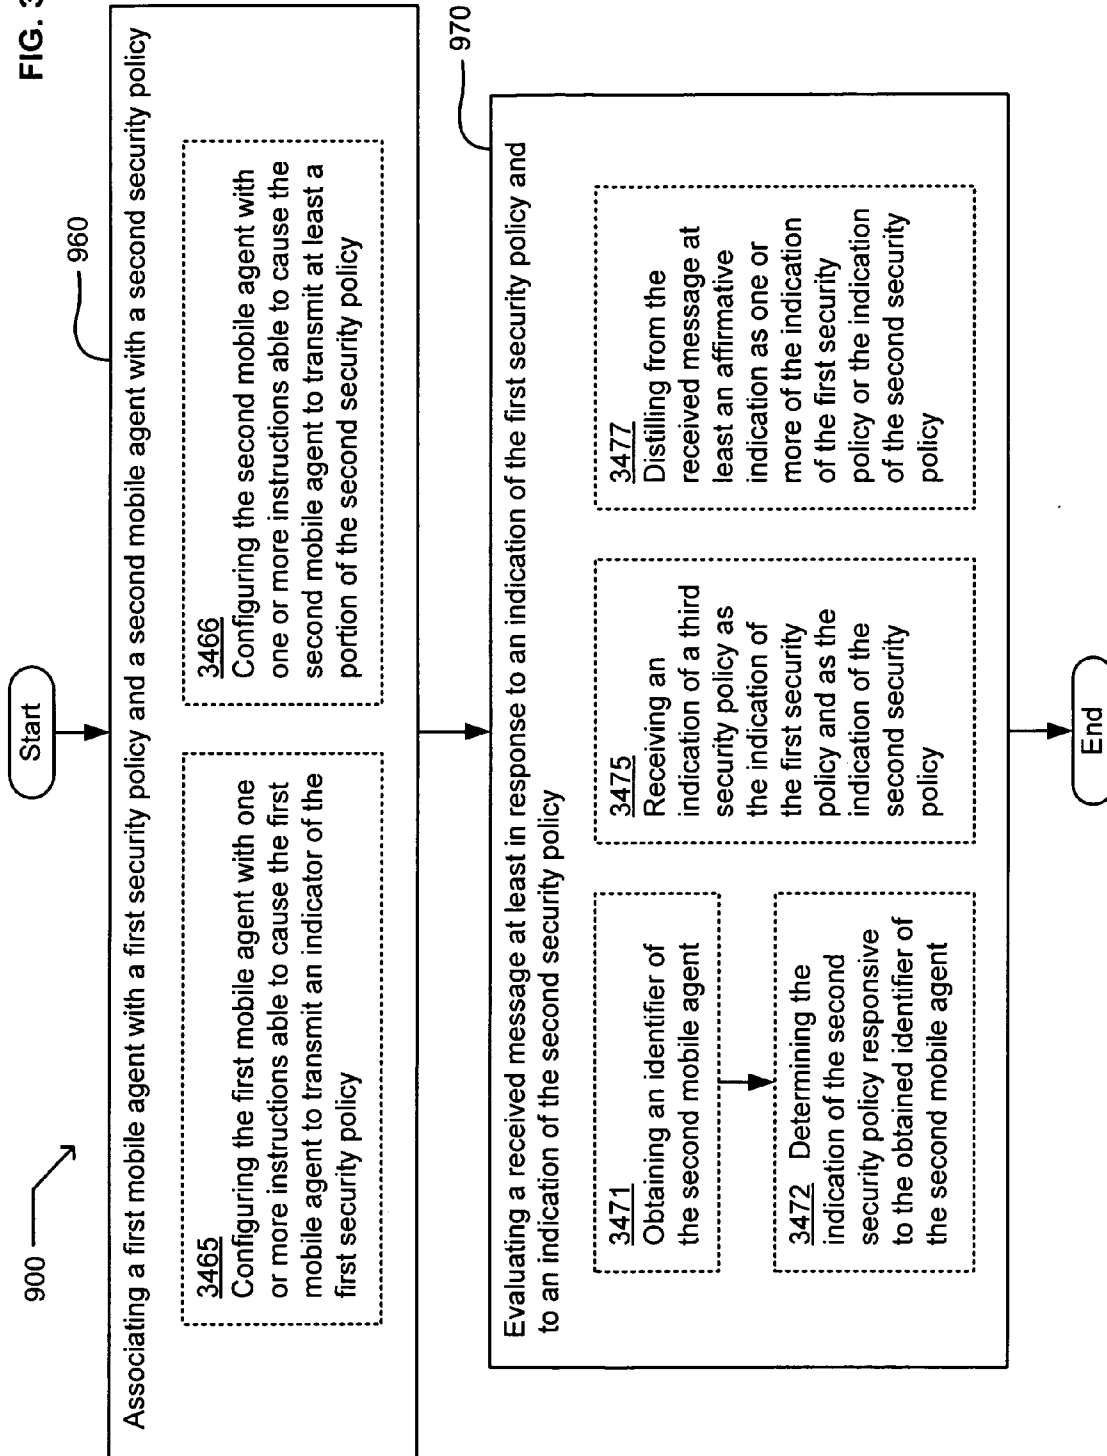 FIG. 3
900
Start
960
Associating a first mobile agent with a first security policy and a second mobile agent with a second security policy
3465
Configuring the first mobile agent with one
or more instructions able to cause the first
mobile agent to transmit an indicator of the
first security policy
3466
Configuring the second mobile agent with
one or more instructions able to cause the
second mobile agent to transmit at least a
portion of the second security policy
970
Evaluating a received message at least in response to an indication of the first security policy and
to an indication of the second security policy
3471
Obtaining an identifier of
the second mobile agent
3472 Determining the
indication of the second
security policy responsive
to the obtained identifier of
the second mobile agent
3475
Receiving an
indication of a third
security policy as
the indication of
the first security
policy and as the
indication of the
second security
policy
3477
Distilling from the
received message at
least an affirmative
indication as one or
more of the indication
of the first security
policy or the indication
of the second security
policy
End